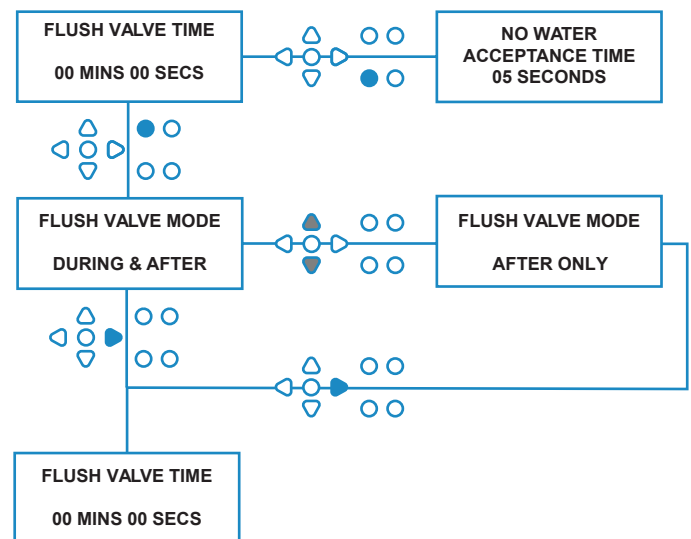 FLUSH VALVE TIME
00 MINS 00 SECS
NO WATER
ACCEPTANCE TIME
05 SECONDS
FLUSH VALVE MODE
DURING & AFTER
FLUSH VALVE MODE
AFTER ONLY
FLUSH VALVE TIME
00 MINS 00 SECS